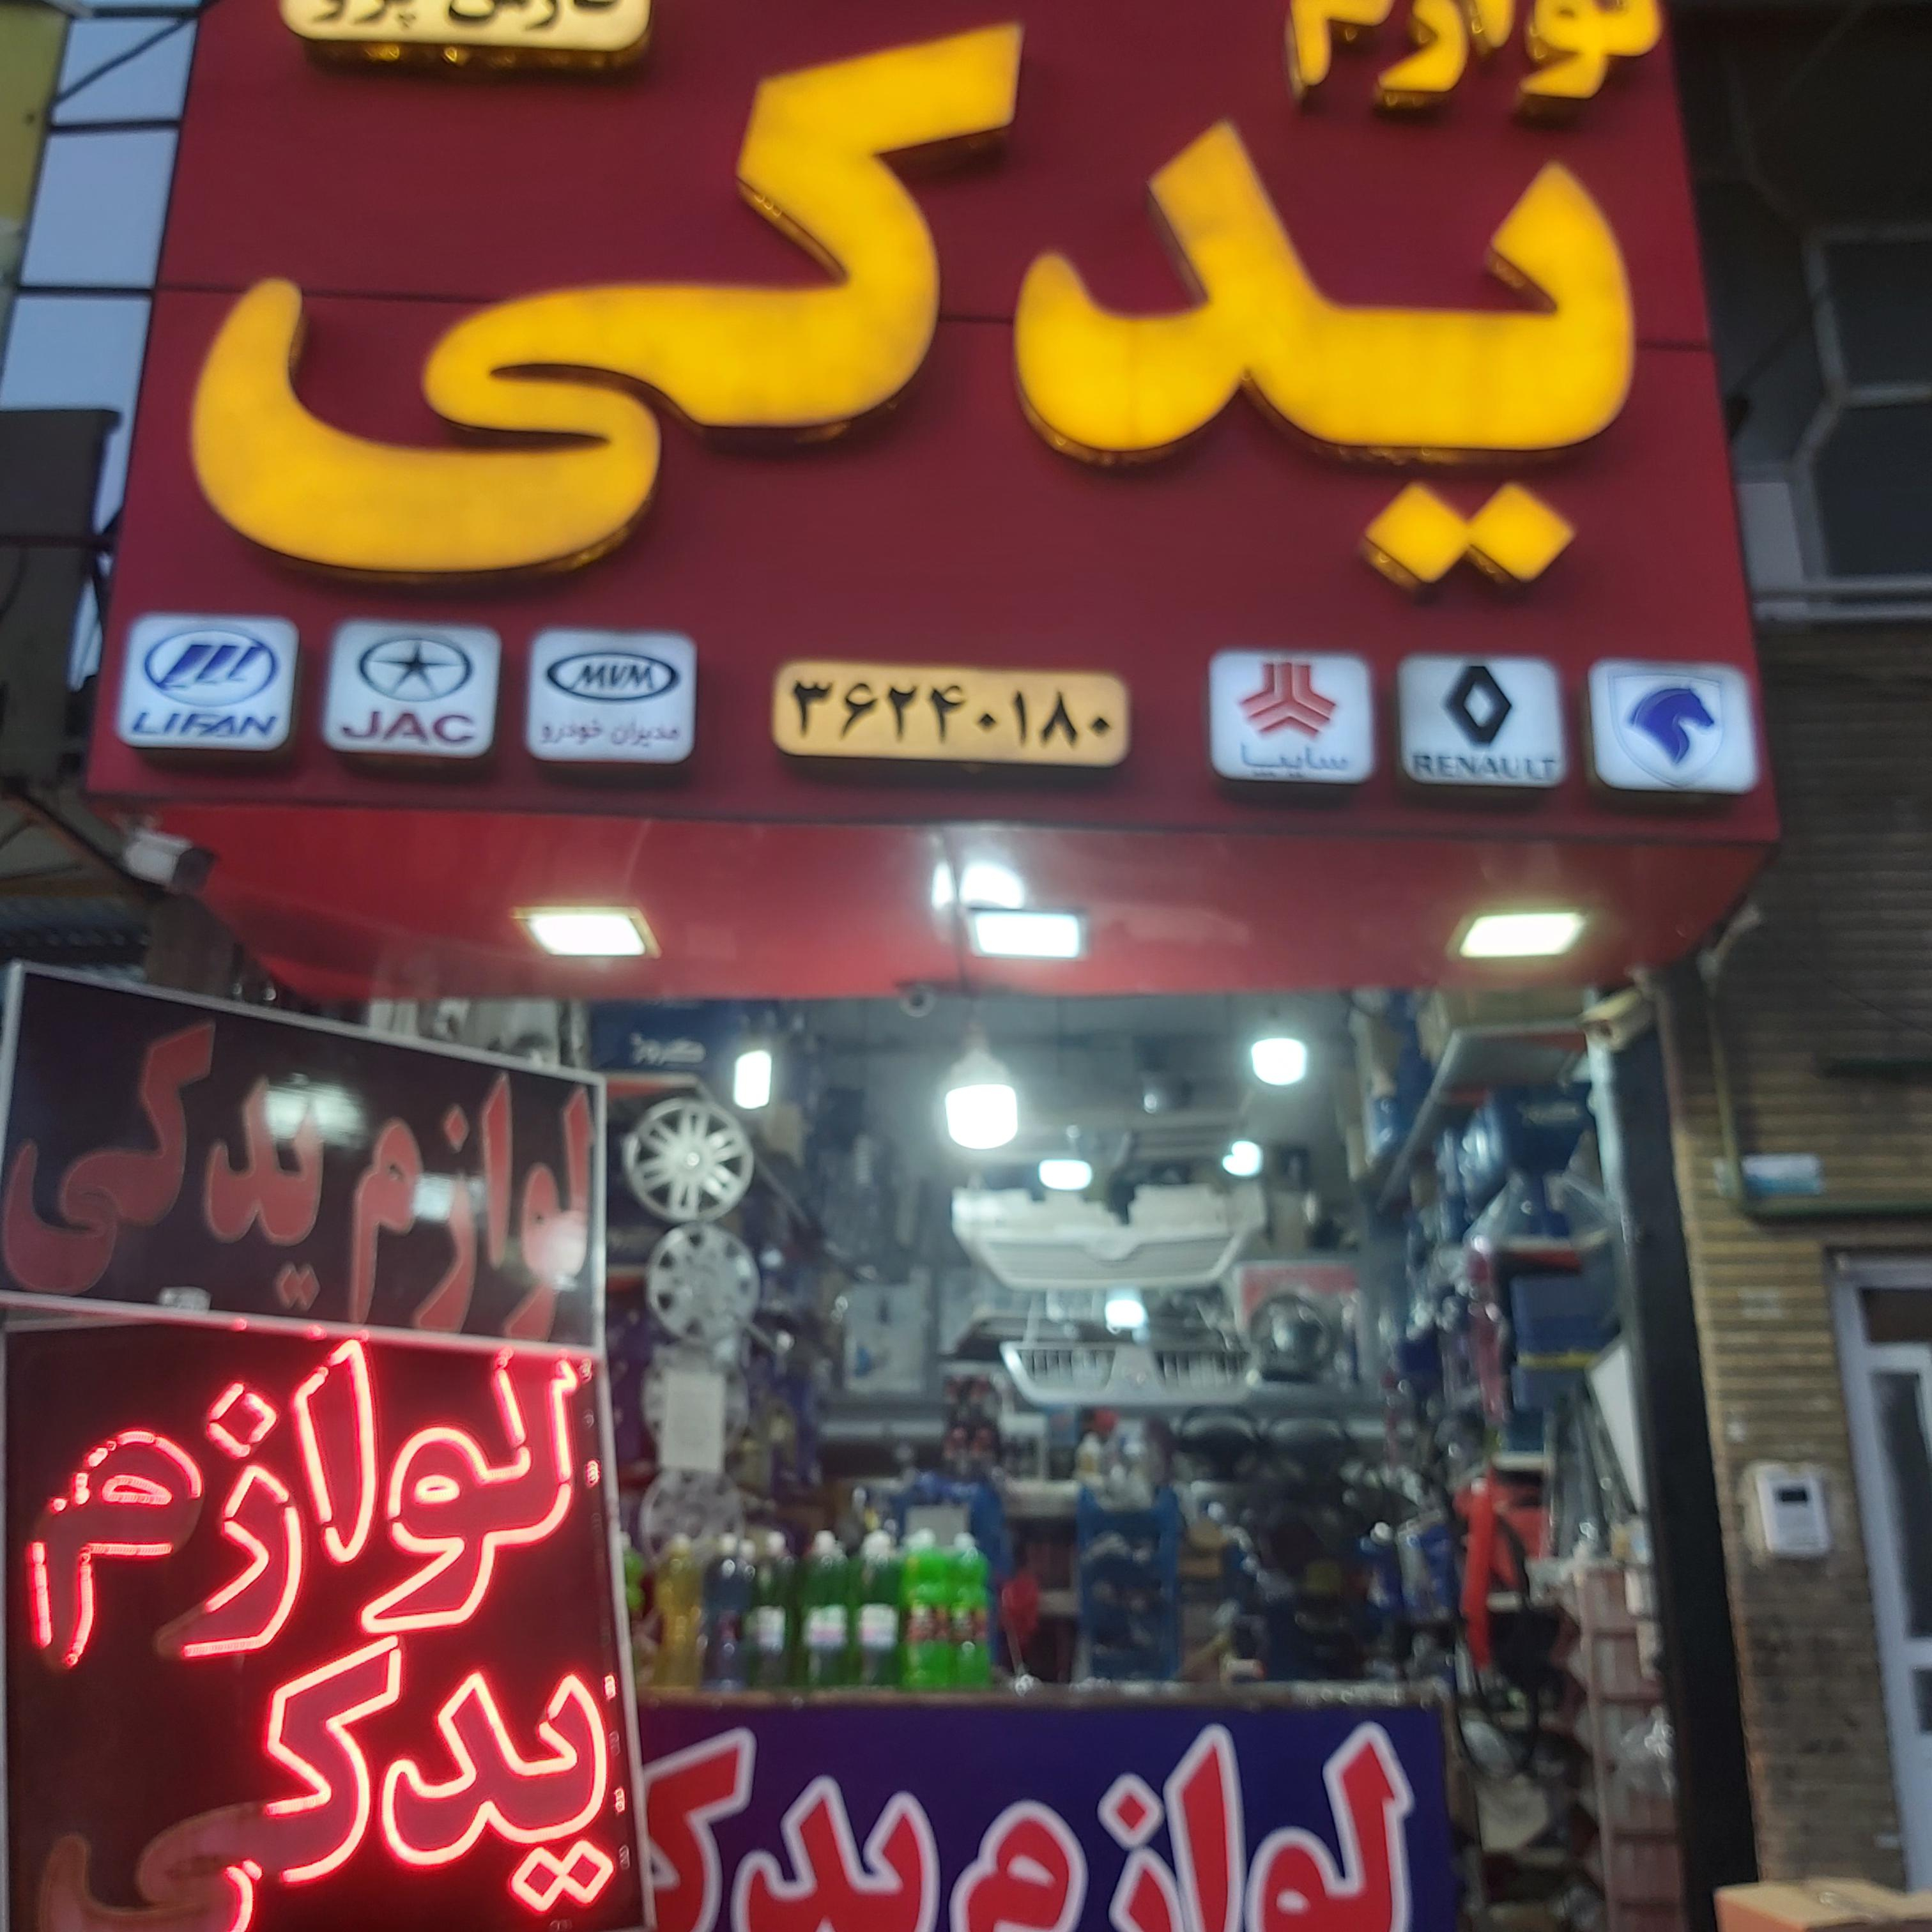 لوازم
یدکی
LIFAN
JAC
MVM
مدیران خودرو
۳۶۲۴۰۱۸۰
سایپا
RENAULT
لوازم یدکی
لوازم
یدکی
لوازم یدکی